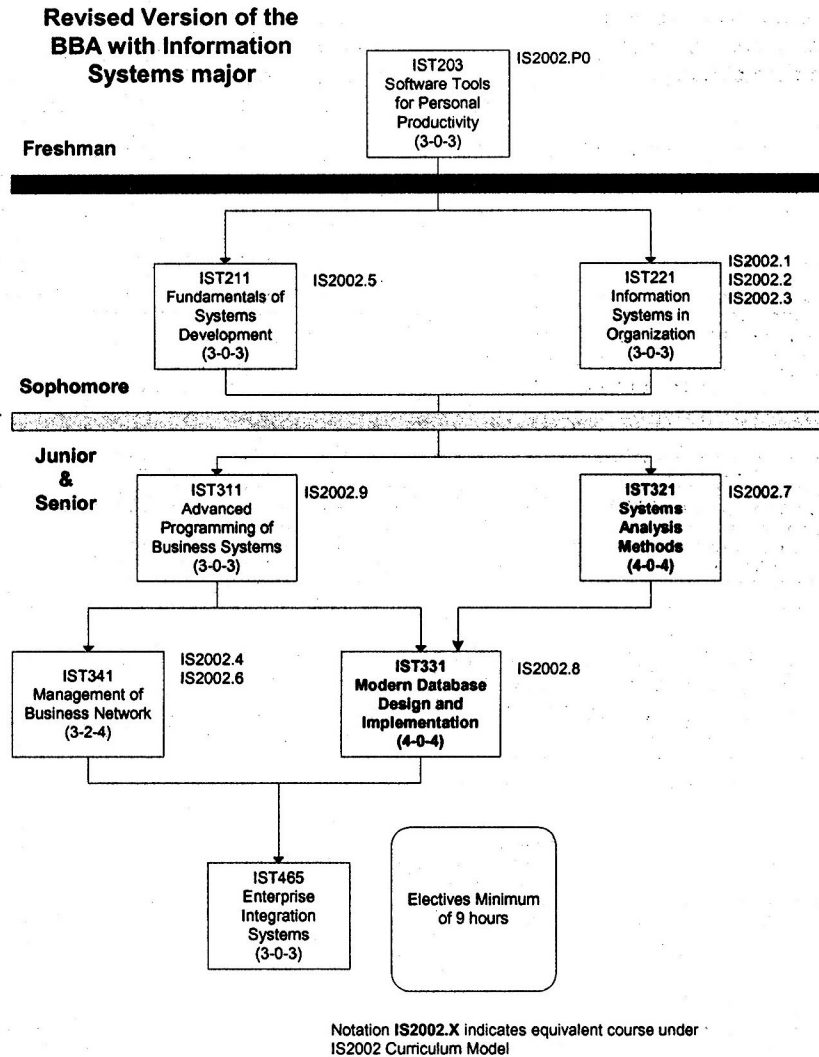 Revised Version of the
BBA with Information
Systems major
IST203
Software Tools
for Personal
Productivity
(3-0-3)
IS2002.P0
Freshman
IST211
Fundamentals of
Systems
Development
(3-0-3)
IS2002.5
IST221
Information
Systems in
Organization
(3-0-3)
IS2002.1
IS2002.2
IS2002.3
Sophomore
Junior
&
Senior
IST311
Advanced
Programming of
Business Systems
(3-0-3)
IS2002.9
IST321
Systems
Analysis
Methods
(4-0-4)
IS2002.7
IST341
Management of
Business Network
(3-2-4)
IS2002.4
IS2002.6
IST331
Modern Database
Design and
Implementation
(4-0-4)
IS2002.8
IST465
Enterprise
Integration
Systems
(3-0-3)
Electives Minimum
of 9 hours
Notation IS2002.X indicates equivalent course under
IS2002 Curriculum Model